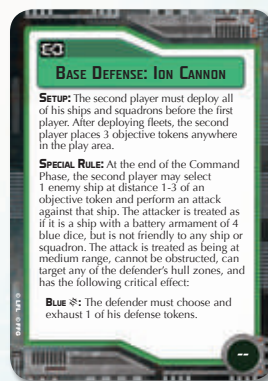 Base Defense: Ion Cannon
Setup: The second player must deploy all
of his ships and squadrons before the first
player. After deploying fleets, the second
player places 3 objective tokens anywhere
in the play area.
Special Rule: At the end of the Command
Phase, the second player may select
1 enemy ship at distance 1-3 of an
objective token and perform an attack
against that ship. The attacker is treated as
if it is a ship with a battery armament of 4
blue dice, but is not friendly to any ship or
squadron. The attack is treated as being at
medium range, cannot be obstructed, can
target any of the defender's hull zones, and
has the following critical effect:
Blue : The defender must choose and
exhaust 1 of his defense tokens.
© LFL © FFG
--